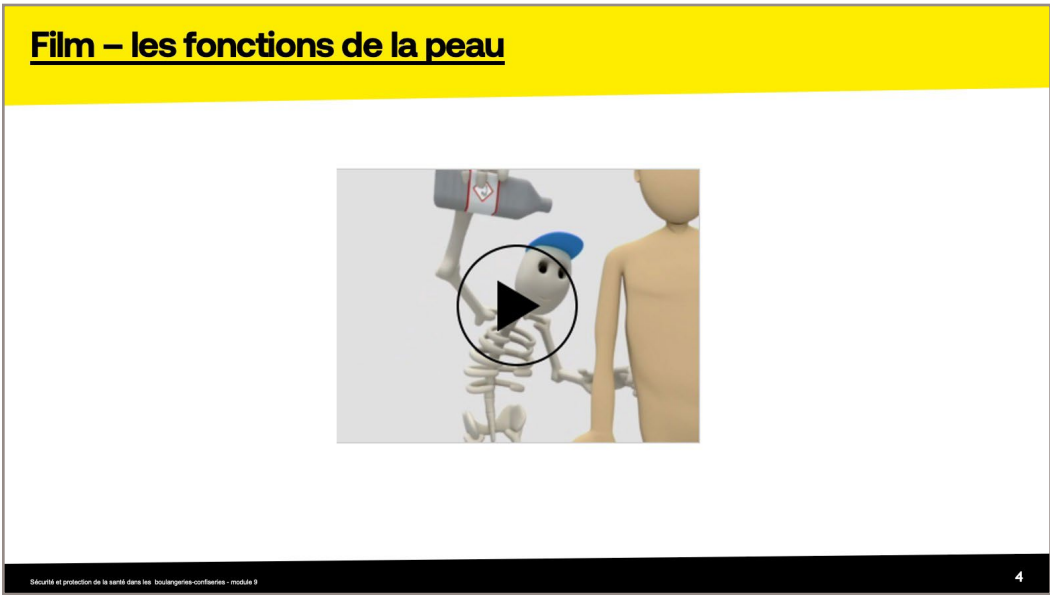 Film – les fonctions de la peau
Sécurité et protection de la santé dans les boulangeries-confiseries - module 9
4